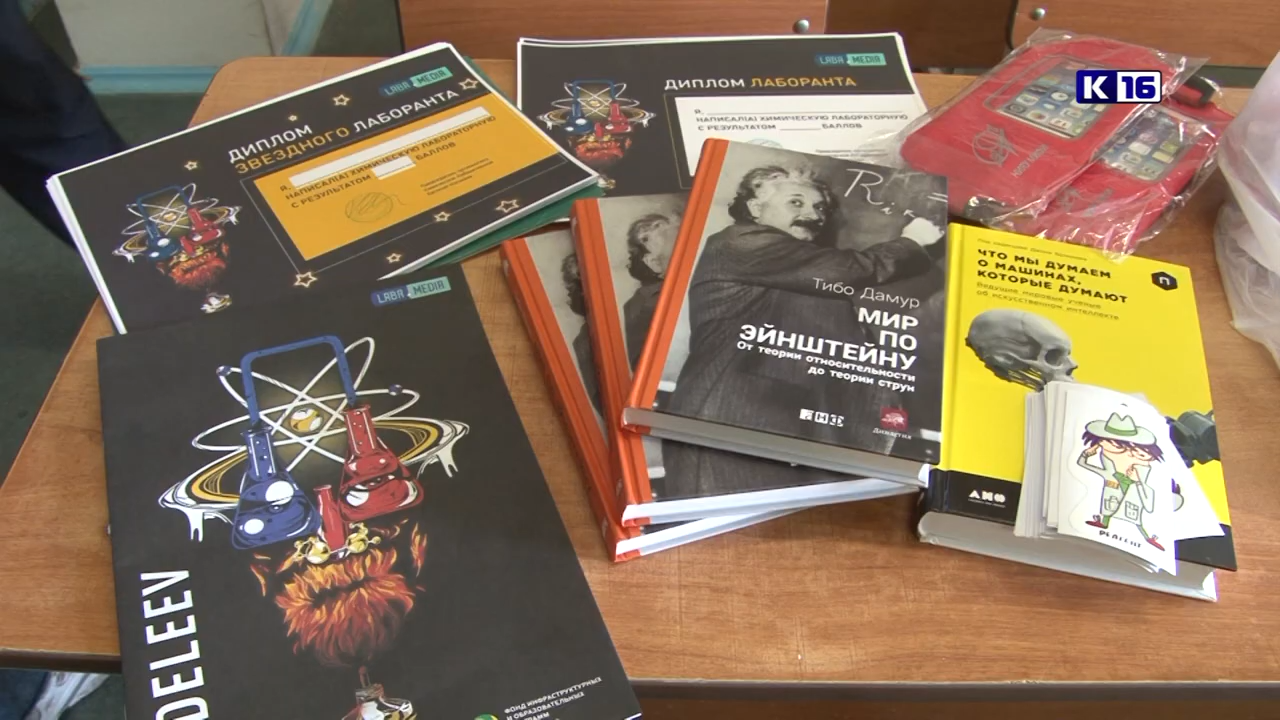 К 16
LABA MEDIA
ДИПЛОМ
ЗВЕЗДНОГО ЛАБОРАНТА
Я,
НАПИСАЛ(А) ХИМИЧЕСКУЮ ЛАБОРАТОРНУЮ
С РЕЗУЛЬТАТОМ БАЛЛОВ
LABA MEDIA
ДИПЛОМ ЛАБОРАНТА
Я,
НАПИСАЛ(А) ХИМИЧЕСКУЮ ЛАБОРАТОРНУЮ
С РЕЗУЛЬТАТОМ БАЛЛОВ
LABA MEDIA
DELEEV
ФОНД ИНФРАСТРУКТУРНЫХ
И ОБРАЗОВАТЕЛЬНЫХ
Тибо Дамур
МИР
ПО
ЭЙНШТЕЙНУ
От теории относительности
до теории струн
Династия
ЧТО МЫ ДУМАЕМ
О МАШИНАХ,
КОТОРЫЕ ДУМАЮТ
Ведущие мировые ученые
об искусственном интеллекте
П